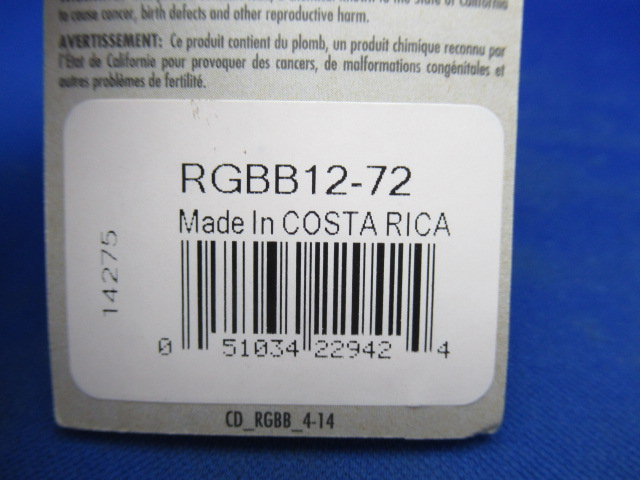 to cause cancer, birth defects and other reproductive harm.
AVERTISSEMENT: Ce produit contient du plomb, un produit chimique reconnu par
l'État de Californie pour provoquer des cancers, de malformations congénitales et
autres problèmes de fertilité.
RGBB12-72
Made In COSTA RICA
14275
0 51034 22942 4
CD_RGBB_4-14